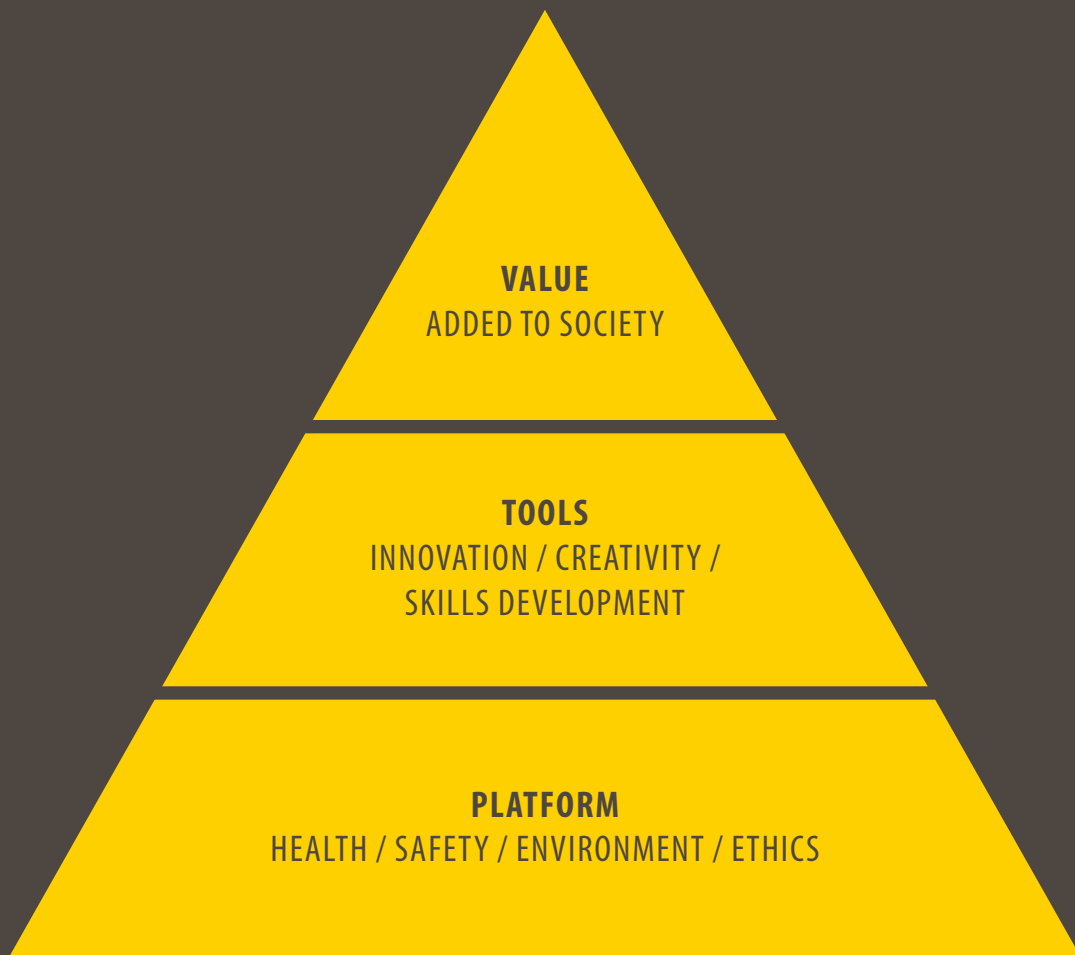 VALUE
ADDED TO SOCIETY
TOOLS
INNOVATION / CREATIVITY /
SKILLS DEVELOPMENT
PLATFORM
HEALTH / SAFETY / ENVIRONMENT / ETHICS